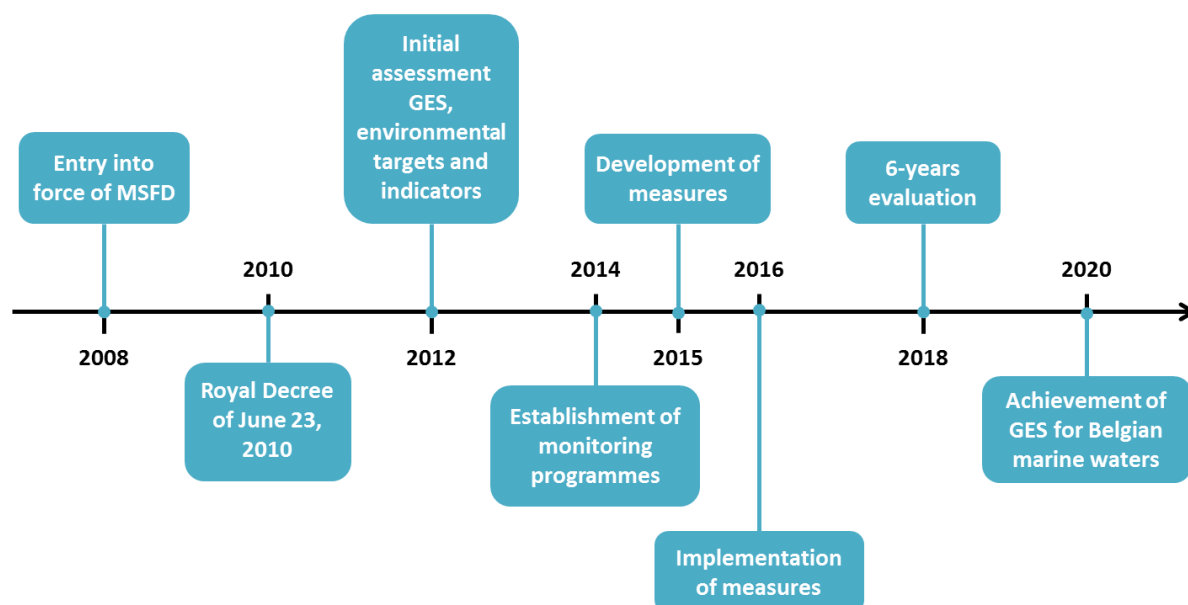 Entry into
force of MSFD
2008
2010
Royal Decree
of June 23,
2010
Initial
assessment
GES,
environmental
targets and
indicators
2012
2014
Establishment of
monitoring
programmes
Development of
measures
2015
2016
Implementation
of measures
6-years
evaluation
2018
2020
Achievement of
GES for Belgian
marine waters